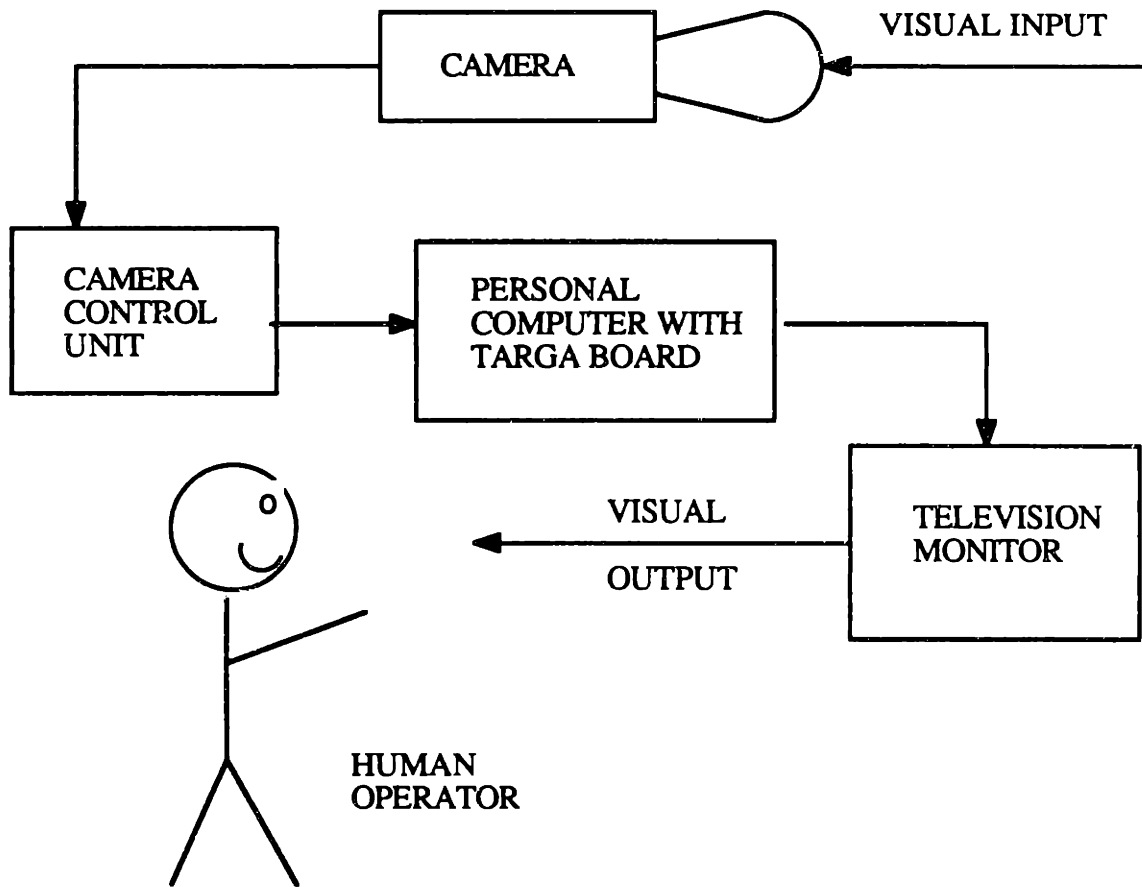 VISUAL INPUT
CAMERA
CAMERA
CONTROL
UNIT
PERSONAL
COMPUTER WITH
TARGA BOARD
VISUAL
OUTPUT
TELEVISION
MONITOR
HUMAN
OPERATOR